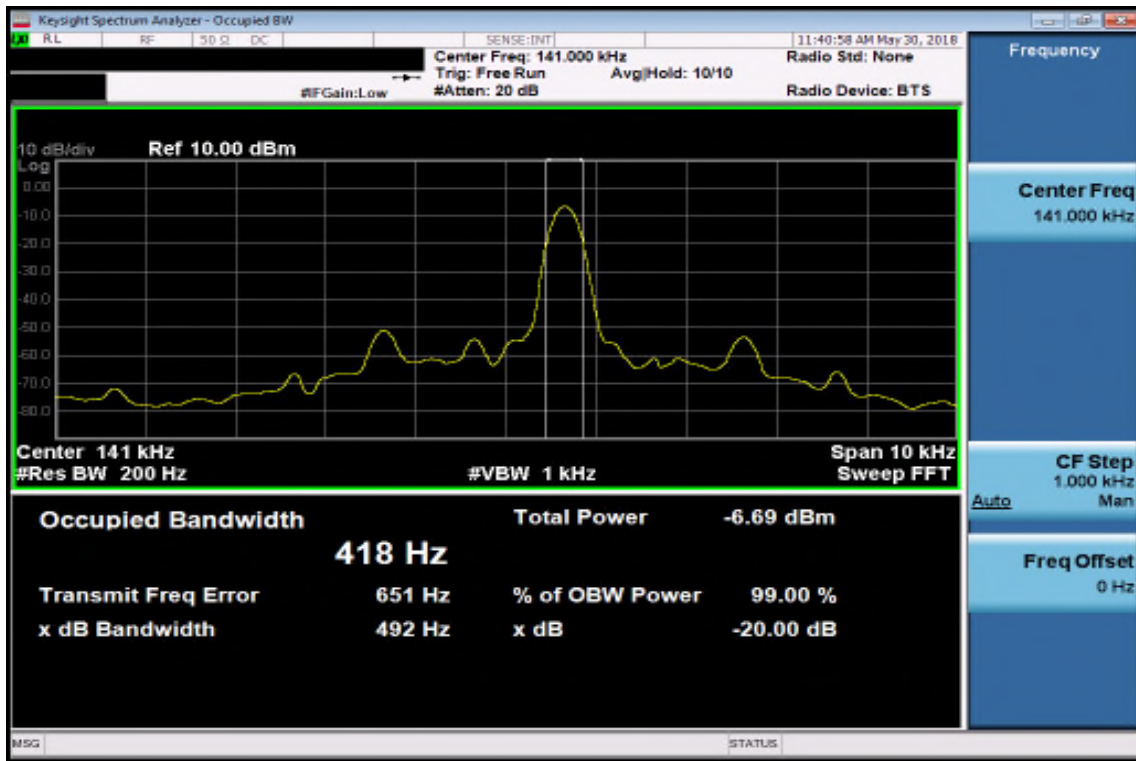 Keysight Spectrum Analyzer - Occupied BW
RL RF 50 Ω DC SENSE:INT 11:40:58 AM May 30, 2018
Center Freq: 141.000 kHz Radio Std: None
Trig: Free Run Avg|Hold: 10/10
#IFGain:Low #Atten: 20 dB Radio Device: BTS
10 dB/div Ref 10.00 dBm
Log
0.00
-10.0
-20.0
-30.0
-40.0
-50.0
-60.0
-70.0
-80.0
Center 141 kHz Span 10 kHz
#Res BW 200 Hz #VBW 1 kHz Sweep FFT
Occupied Bandwidth Total Power -6.69 dBm
418 Hz
Transmit Freq Error 651 Hz % of OBW Power 99.00 %
x dB Bandwidth 492 Hz x dB -20.00 dB
MSG STATUS
Frequency
Center Freq
141.000 kHz
CF Step
1.000 kHz
Auto Man
Freq Offset
0 Hz